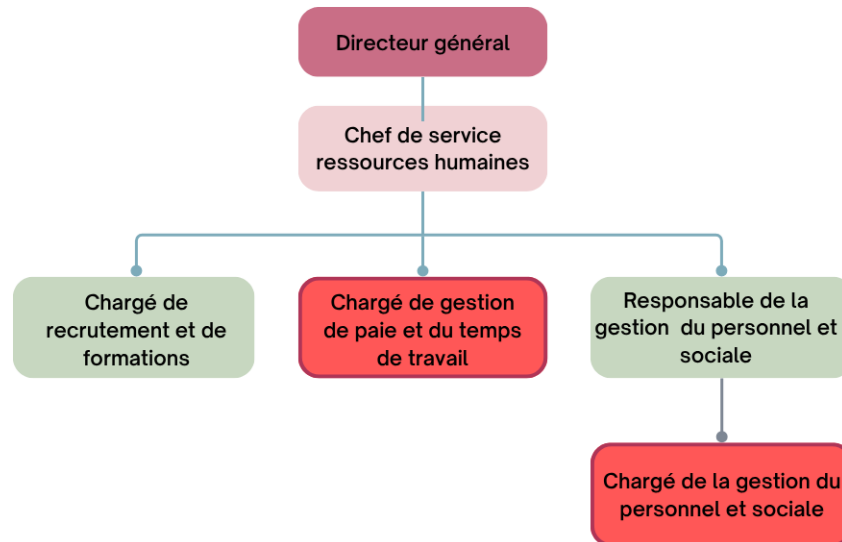 Directeur général
Chef de service
ressources humaines
Chargé de
recrutement et de
formations
Chargé de gestion
de paie et du temps
de travail
Responsable de la
gestion du personnel et
sociale
Chargé de la gestion du
personnel et sociale